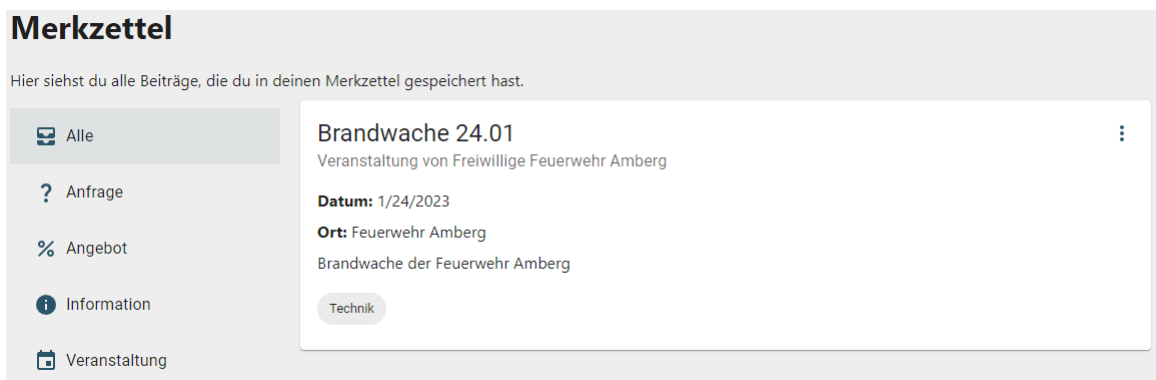 Merkzettel
Hier siehst du alle Beiträge, die du in deinen Merkzettel gespeichert hast.
Alle
Anfrage
Angebot
Information
Veranstaltung
Brandwache 24.01
Veranstaltung von Freiwillige Feuerwehr Amberg
Datum: 1/24/2023
Ort: Feuerwehr Amberg
Brandwache der Feuerwehr Amberg
Technik